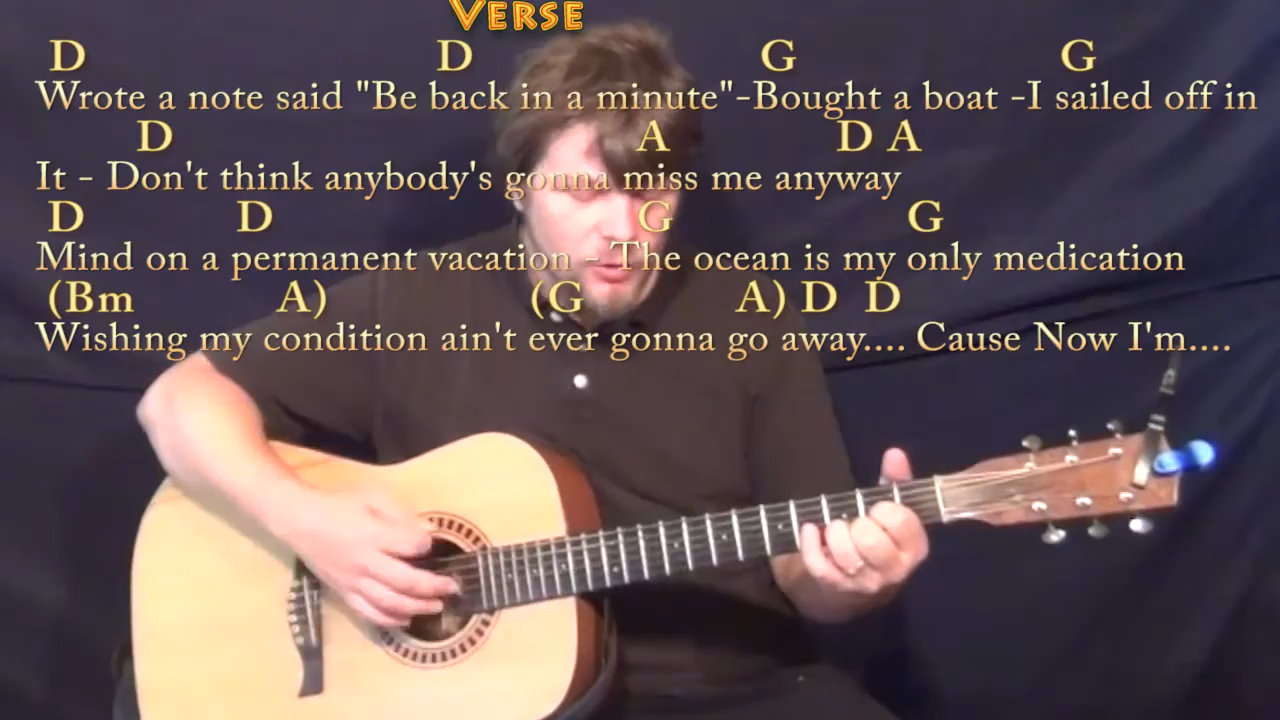 VERSE
D D G G
Wrote a note said "Be back in a minute"-Bought a boat -I sailed off in
D A D A
It - Don't think anybody's gonna miss me anyway
D D G G
Mind on a permanent vacation - The ocean is my only medication
(Bm A) (G A) D D
Wishing my condition ain't ever gonna go away.... Cause Now I'm....